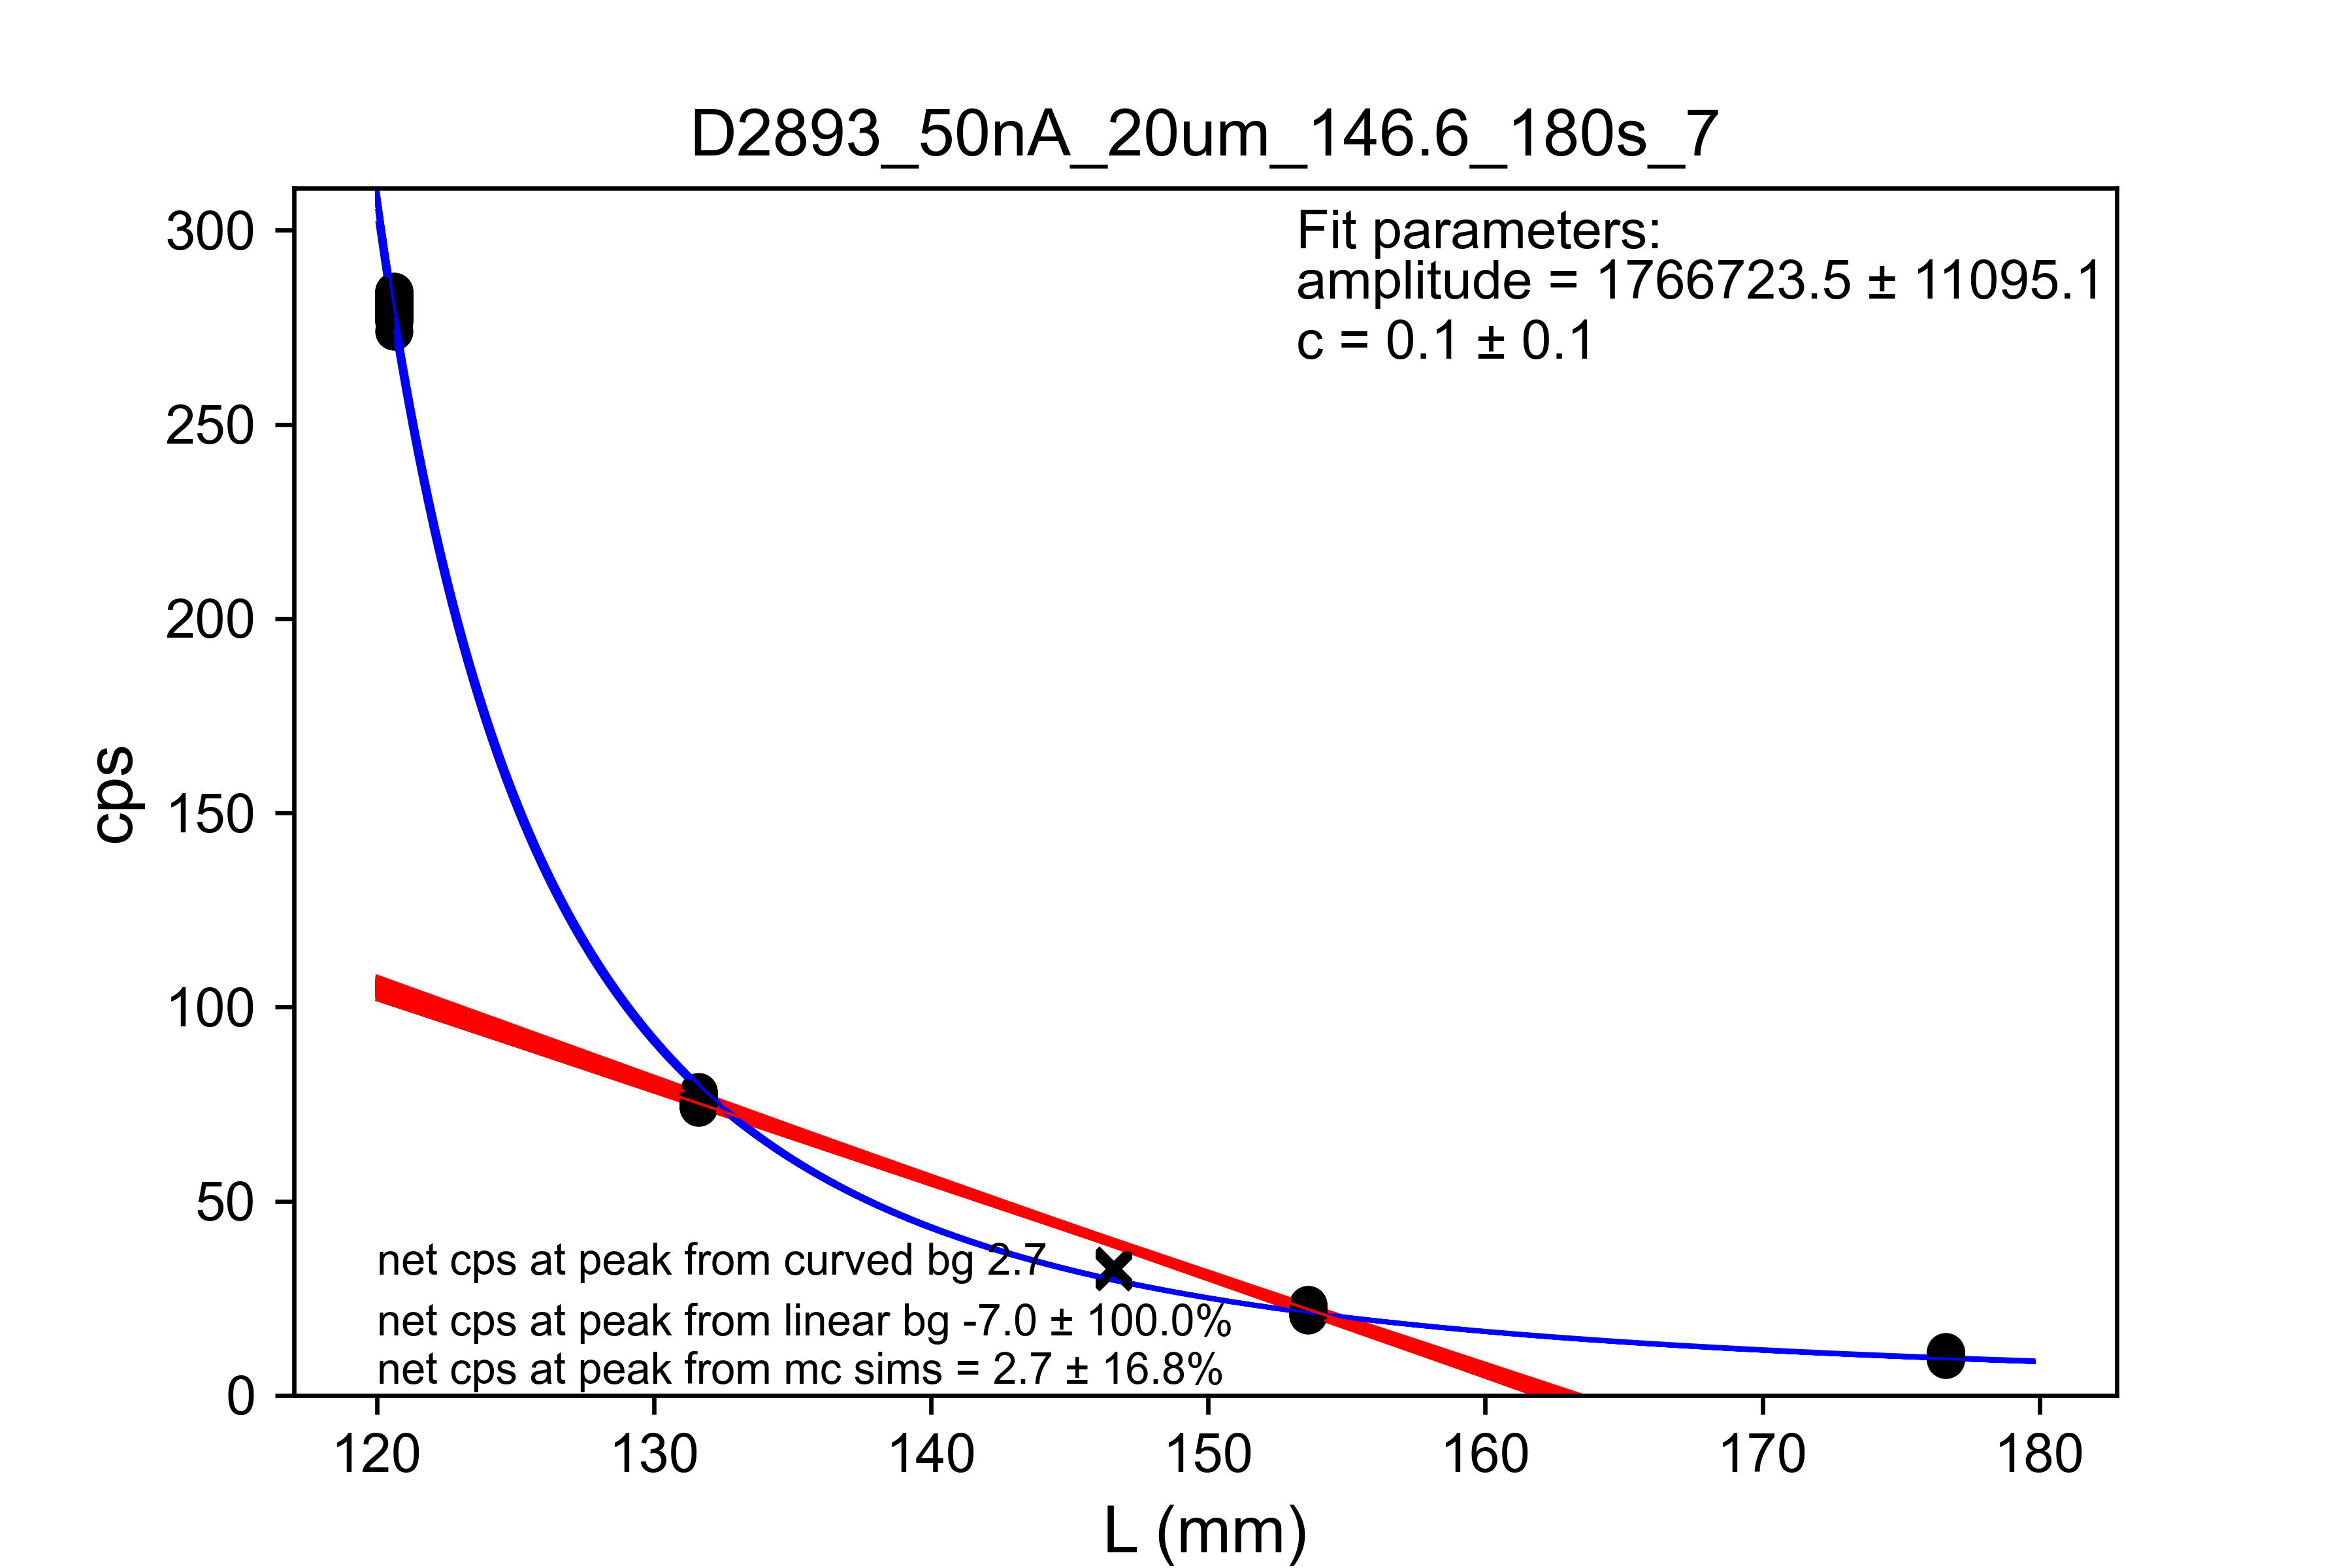 D2893_50nA_20um_146.6_180s_7
Fit parameters:
amplitude = 1766723.5 ± 11095.1
c = 0.1 ± 0.1
cps
300
250
200
150
100
50
0
net cps at peak from curved bg 2.7
net cps at peak from linear bg -7.0 ± 100.0%
net cps at peak from mc sims = 2.7 ± 16.8%
120 130 140 150 160 170 180
L (mm)